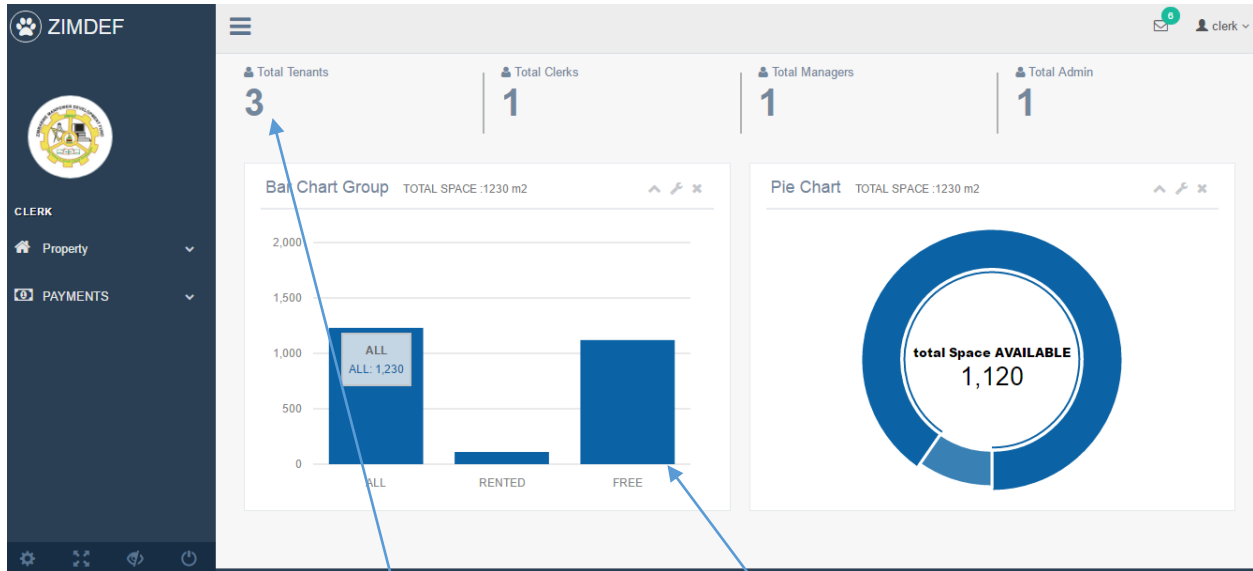 ZIMDEF
6
clerk
Total Tenants
3
Total Clerks
1
Total Managers
1
Total Admin
1
CLERK
Property
PAYMENTS
Bar Chart Group TOTAL SPACE :1230 m2
2,000
1,500
1,000
500
0
ALL
ALL: 1,230
ALL RENTED FREE
Pie Chart TOTAL SPACE :1230 m2
total Space AVAILABLE
1,120